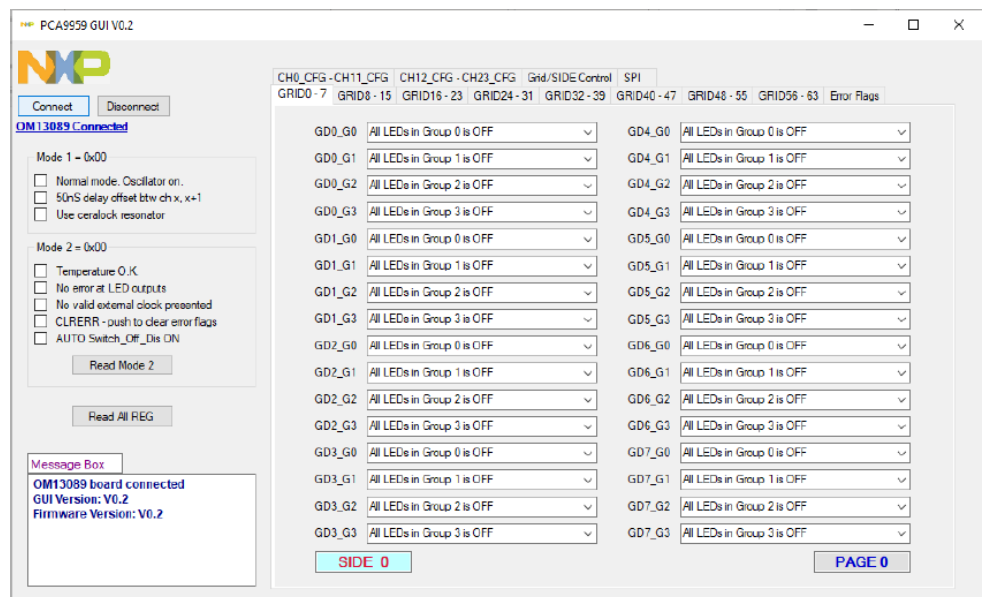 PCA9959 GUI V0.2
NXP
Connect Disconnect
OM13089 Connected
Mode 1 = 0x00
Normal mode. Oscillator on.
50nS delay offset btw ch x, x+1
Use ceralock resonator
Mode 2 = 0x00
Temperature O.K.
No error at LED outputs
No valid external clock presented
CLRERR - push to clear error flags
AUTO Switch_Off_Dis ON
Read Mode 2
Read All REG
Message Box
OM13089 board connected
GUI Version: V0.2
Firmware Version: V0.2
CH0_CFG - CH11_CFG CH12_CFG - CH23_CFG Grid/SIDE Control SPI
GRID0 - 7 GRID8 - 15 GRID16 - 23 GRID24 - 31 GRID32 - 39 GRID40 - 47 GRID48 - 55 GRID56 - 63 Error Flags
GD0_G0 All LEDs in Group 0 is OFF GD4_G0 All LEDs in Group 0 is OFF
GD0_G1 All LEDs in Group 1 is OFF GD4_G1 All LEDs in Group 1 is OFF
GD0_G2 All LEDs in Group 2 is OFF GD4_G2 All LEDs in Group 2 is OFF
GD0_G3 All LEDs in Group 3 is OFF GD4_G3 All LEDs in Group 3 is OFF
GD1_G0 All LEDs in Group 0 is OFF GD5_G0 All LEDs in Group 0 is OFF
GD1_G1 All LEDs in Group 1 is OFF GD5_G1 All LEDs in Group 1 is OFF
GD1_G2 All LEDs in Group 2 is OFF GD5_G2 All LEDs in Group 2 is OFF
GD1_G3 All LEDs in Group 3 is OFF GD5_G3 All LEDs in Group 3 is OFF
GD2_G0 All LEDs in Group 0 is OFF GD6_G0 All LEDs in Group 0 is OFF
GD2_G1 All LEDs in Group 1 is OFF GD6_G1 All LEDs in Group 1 is OFF
GD2_G2 All LEDs in Group 2 is OFF GD6_G2 All LEDs in Group 2 is OFF
GD2_G3 All LEDs in Group 3 is OFF GD6_G3 All LEDs in Group 3 is OFF
GD3_G0 All LEDs in Group 0 is OFF GD7_G0 All LEDs in Group 0 is OFF
GD3_G1 All LEDs in Group 1 is OFF GD7_G1 All LEDs in Group 1 is OFF
GD3_G2 All LEDs in Group 2 is OFF GD7_G2 All LEDs in Group 2 is OFF
GD3_G3 All LEDs in Group 3 is OFF GD7_G3 All LEDs in Group 3 is OFF
SIDE 0 PAGE 0